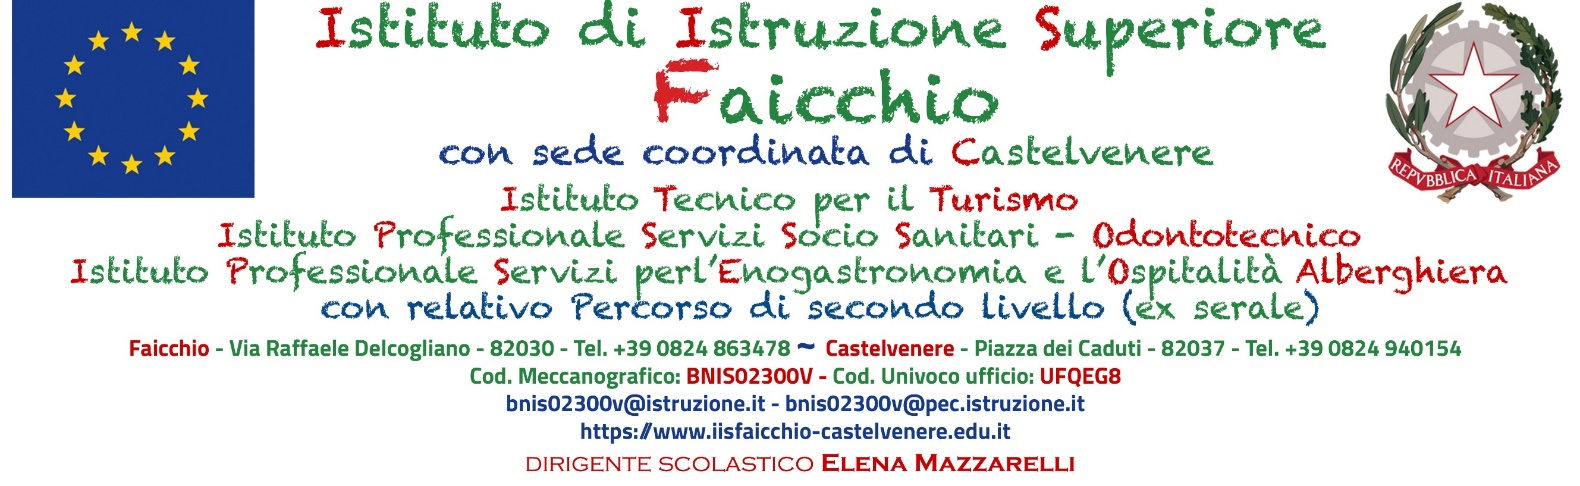 Istituto di Istruzione Superiore
Faicchio
con sede coordinata di Castelvenere
REPVBBLICA ITALIANA
Istituto Tecnico per il Turismo
Istituto Professionale Servizi Socio Sanitari - Odontotecnico
Istituto Professionale Servizi perl'Enogastronomia e l'Ospitalità Alberghiera
con relativo Percorso di secondo livello (ex serale)
Faicchio - Via Raffaele Delcogliano - 82030 - Tel. +39 0824 863478 ~ Castelvenere - Piazza dei Caduti - 82037 - Tel. +39 0824 940154
Cod. Meccanografico: BNIS02300V - Cod. Univoco ufficio: UFQEG8
bnis02300v@istruzione.it - bnis02300v@pec.istruzione.it
https://www.iisfaicchio-castelvenere.edu.it
DIRIGENTE SCOLASTICO ELENA MAZZARELLI